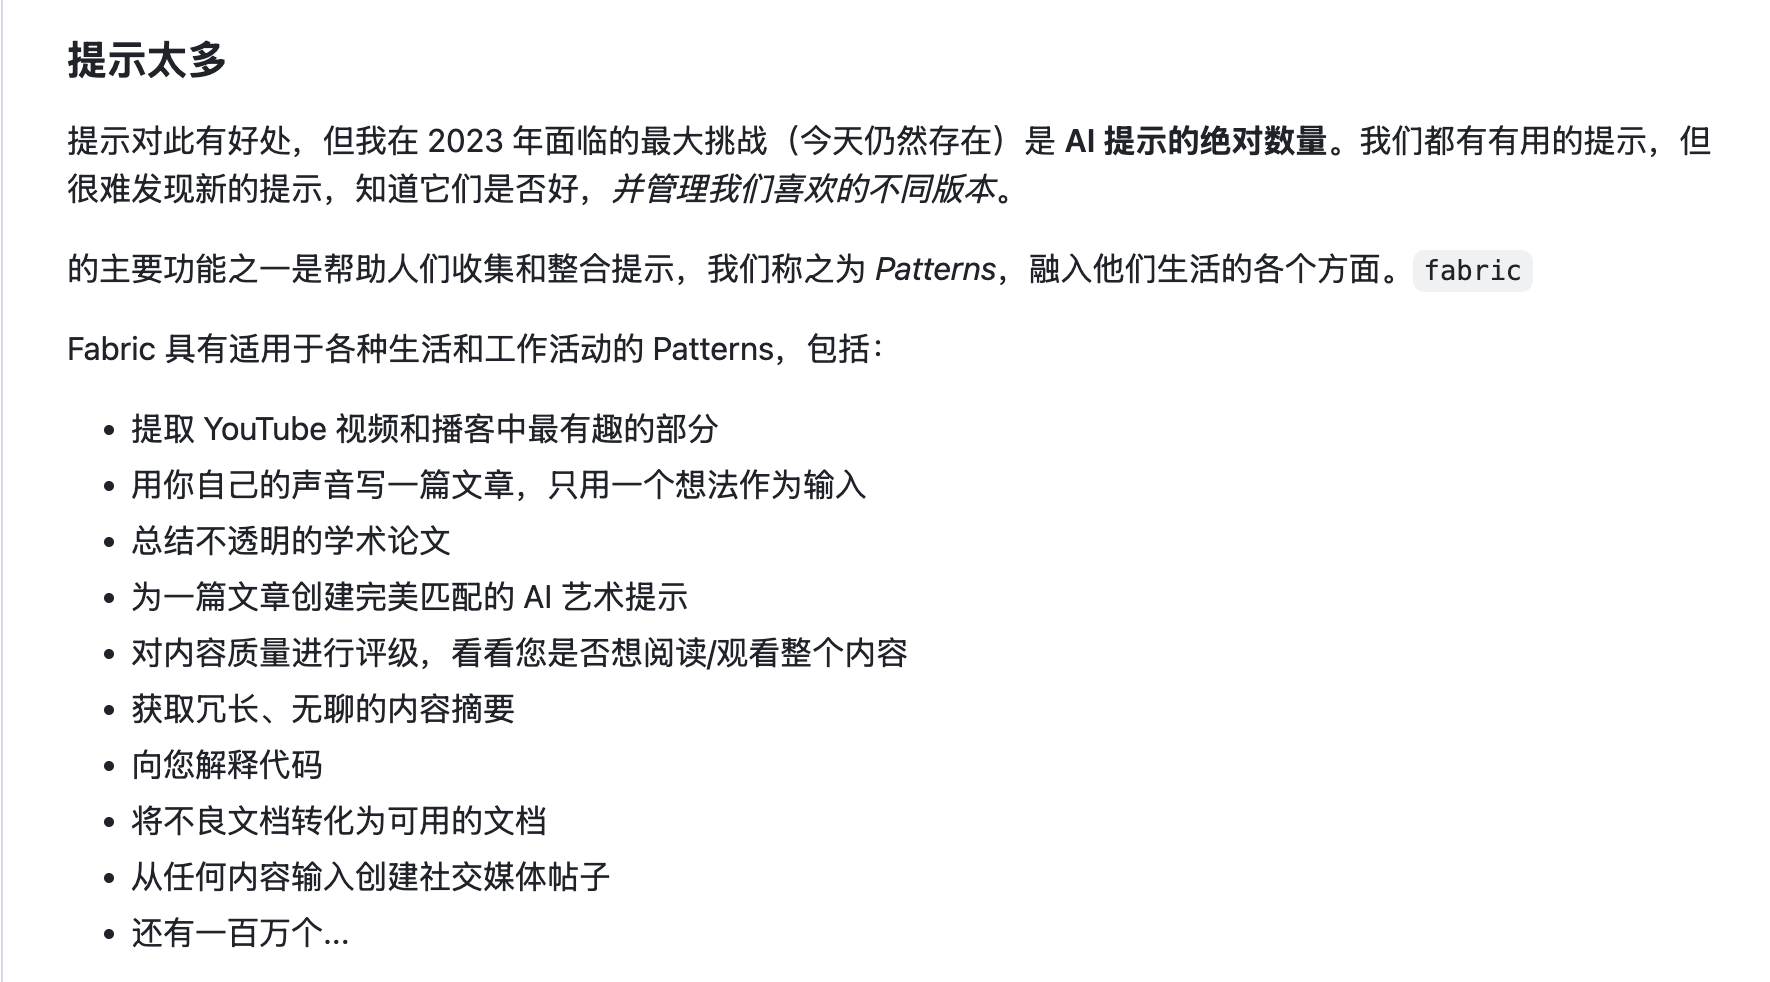 提示太多
提示对此有好处，但我在 2023 年面临的最大挑战（今天仍然存在）是 AI 提示的绝对数量。我们都有有用的提示，但
很难发现新的提示，知道它们是否好，并管理我们喜欢的不同版本。
的主要功能之一是帮助人们收集和整合提示，我们称之为 Patterns，融入他们生活的各个方面。 fabric
Fabric 具有适用于各种生活和工作活动的 Patterns，包括：
• 提取 YouTube 视频和播客中最有趣的部分
• 用你自己的声音写一篇文章，只用一个想法作为输入
• 总结不透明的学术论文
• 为一篇文章创建完美匹配的 AI 艺术提示
• 对内容质量进行评级，看看您是否想阅读/观看整个内容
• 获取冗长、无聊的内容摘要
• 向您解释代码
• 将不良文档转化为可用的文档
• 从任何内容输入创建社交媒体帖子
• 还有一百万个...